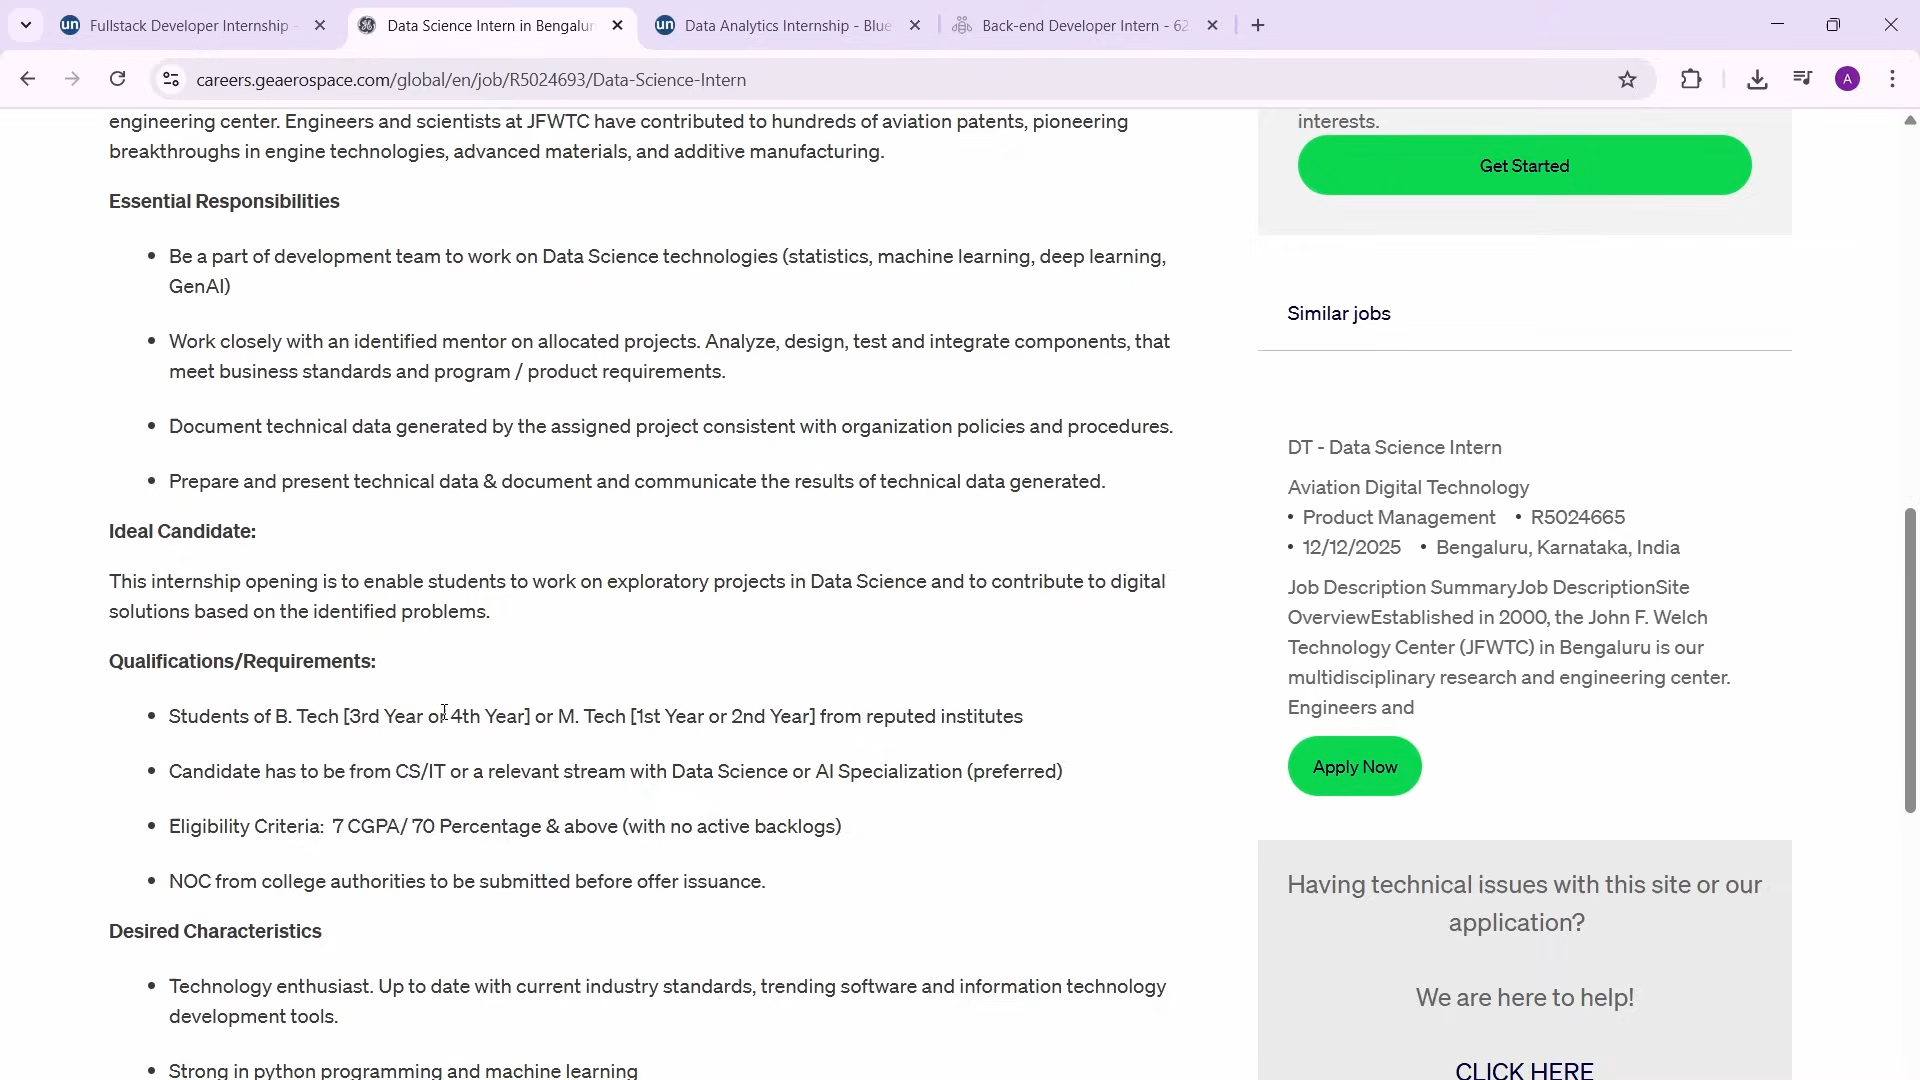 Fullstack Developer Internship -
Data Science Intern in Bengalur
Data Analytics Internship - Blue
Back-end Developer Intern - 62
careers.geaerospace.com/global/en/job/R5024693/Data-Science-Intern
A
engineering center. Engineers and scientists at JFWTC have contributed to hundreds of aviation patents, pioneering
breakthroughs in engine technologies, advanced materials, and additive manufacturing.
Essential Responsibilities
• Be a part of development team to work on Data Science technologies (statistics, machine learning, deep learning,
GenAI)
• Work closely with an identified mentor on allocated projects. Analyze, design, test and integrate components, that
meet business standards and program / product requirements.
• Document technical data generated by the assigned project consistent with organization policies and procedures.
• Prepare and present technical data & document and communicate the results of technical data generated.
Ideal Candidate:
This internship opening is to enable students to work on exploratory projects in Data Science and to contribute to digital
solutions based on the identified problems.
Qualifications/Requirements:
• Students of B. Tech [3rd Year or 4th Year] or M. Tech [1st Year or 2nd Year] from reputed institutes
• Candidate has to be from CS/IT or a relevant stream with Data Science or AI Specialization (preferred)
• Eligibility Criteria: 7 CGPA/ 70 Percentage & above (with no active backlogs)
• NOC from college authorities to be submitted before offer issuance.
Desired Characteristics
• Technology enthusiast. Up to date with current industry standards, trending software and information technology
development tools.
• Strong in python programming and machine learning
interests.
Get Started
Similar jobs
DT - Data Science Intern
Aviation Digital Technology
• Product Management • R5024665
• 12/12/2025 • Bengaluru, Karnataka, India
Job Description SummaryJob DescriptionSite
OverviewEstablished in 2000, the John F. Welch
Technology Center (JFWTC) in Bengaluru is our
multidisciplinary research and engineering center.
Engineers and
Apply Now
Having technical issues with this site or our
application?
We are here to help!
CLICK HERE